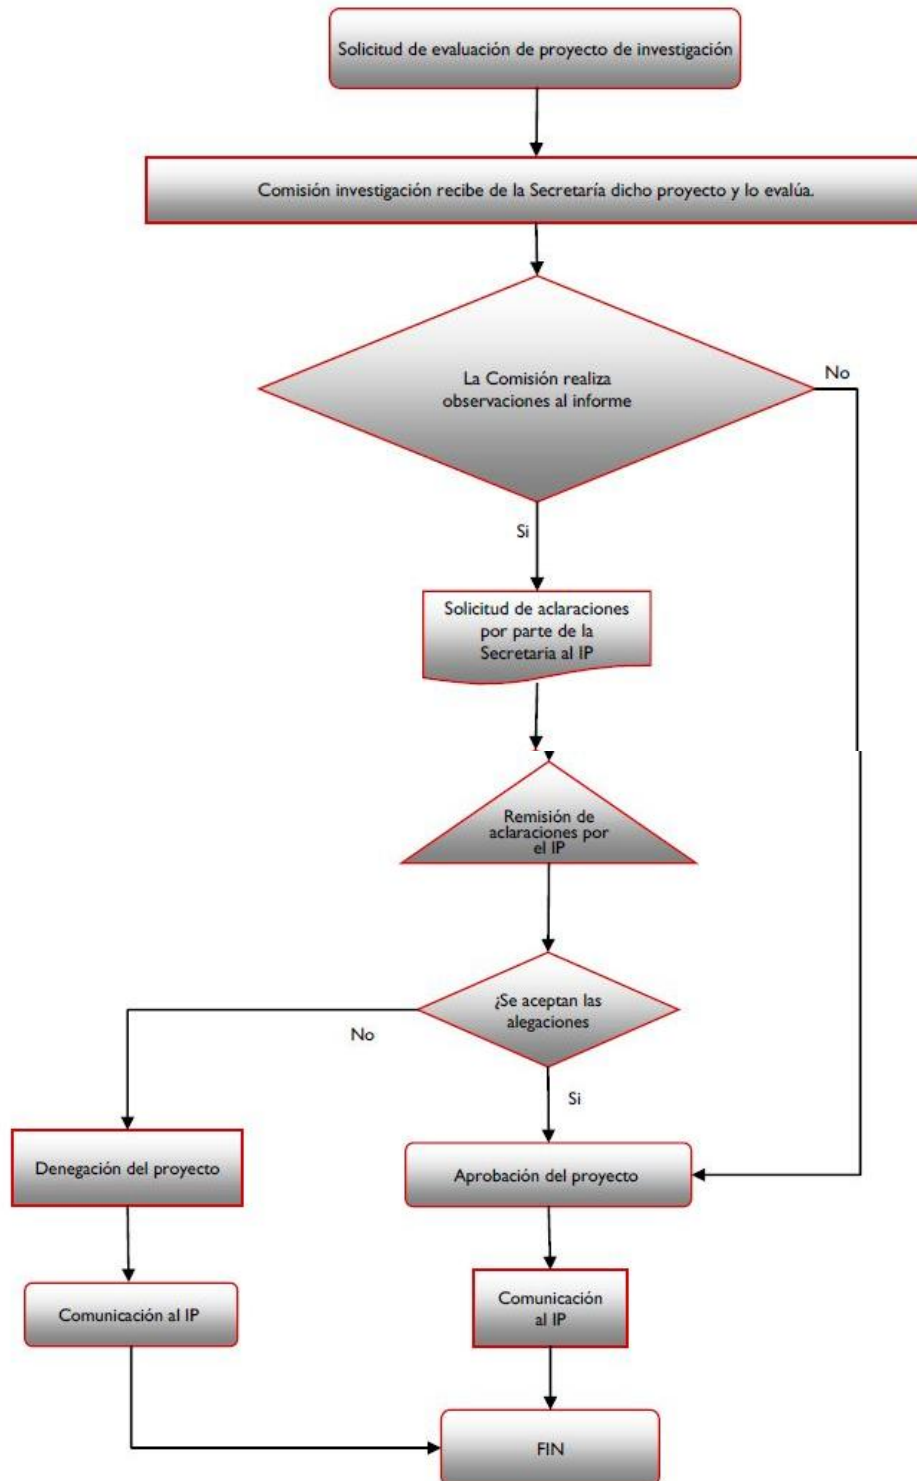 Solicitud de evaluación de proyecto de investigación
Comisión investigación recibe de la Secretaría dicho proyecto y lo evalúa.
La Comisión realiza
observaciones al informe
No
Si
Solicitud de aclaraciones
por parte de la
Secretaria al IP
Remisión de
aclaraciones por
el IP
¿Se aceptan las
alegaciones
No
Si
Denegación del proyecto
Aprobación del proyecto
Comunicación al IP
Comunicación
al IP
FIN